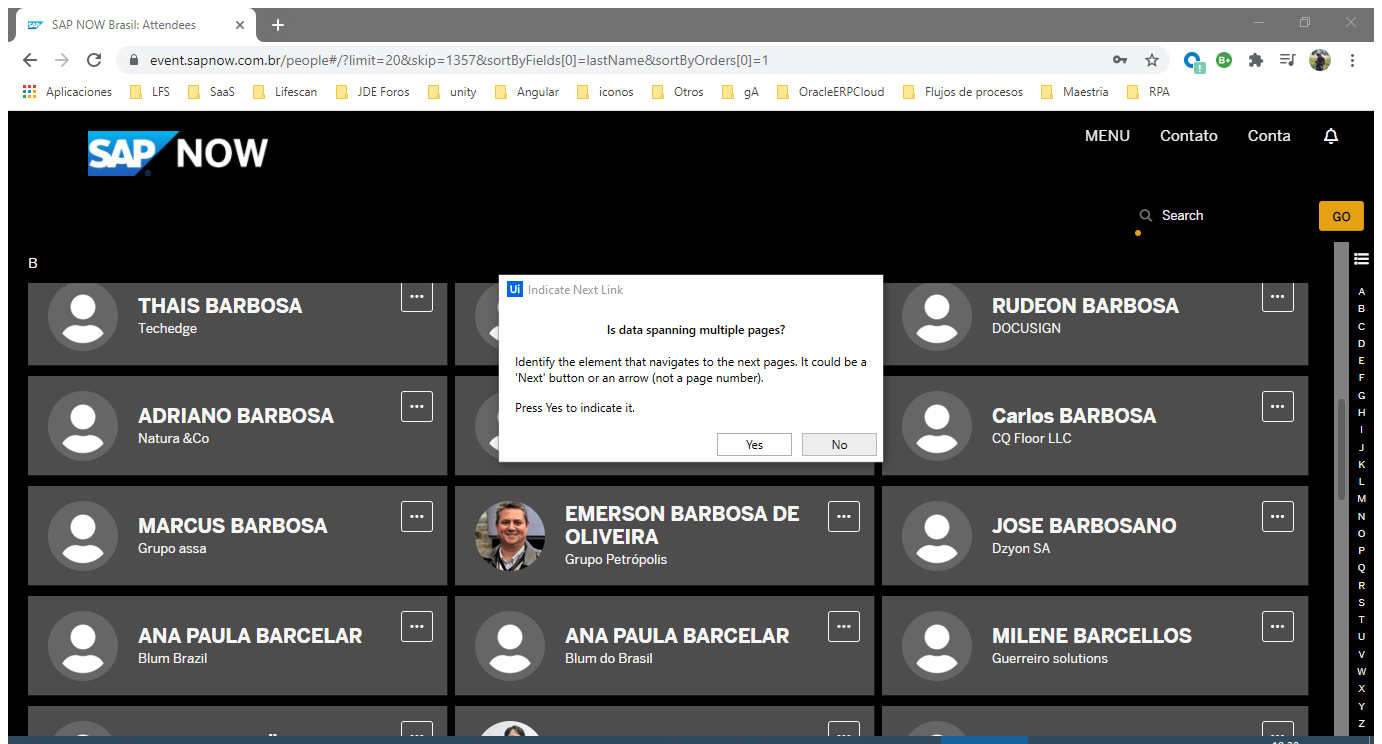 SAP NOW Brasil: Attendees
event.sapnow.com.br/people#/?limit=20&skip=1357&sortByFields[0]=lastName&sortByOrders[0]=1
Aplicaciones LFS SaaS Lifescan JDE Foros unity Angular iconos Otros gA OracleERPCloud Flujos de procesos Maestria RPA
SAP NOW
MENU Contato Conta
Search GO
B
THAIS BARBOSA
Techedge
RUDEON BARBOSA
DOCUSIGN
Ui Indicate Next Link
Is data spanning multiple pages?
Identify the element that navigates to the next pages. It could be a
'Next' button or an arrow (not a page number).
Press Yes to indicate it.
Yes No
ADRIANO BARBOSA
Natura &Co
Carlos BARBOSA
CQ Floor LLC
MARCUS BARBOSA
Grupo assa
EMERSON BARBOSA DE
OLIVEIRA
Grupo Petrópolis
JOSE BARBOSANO
Dzyon SA
ANA PAULA BARCELAR
Blum Brazil
ANA PAULA BARCELAR
Blum do Brasil
MILENE BARCELLOS
Guerreiro solutions
A
B
C
D
E
F
G
H
I
J
K
L
M
N
O
P
Q
R
S
T
U
V
W
X
Y
Z